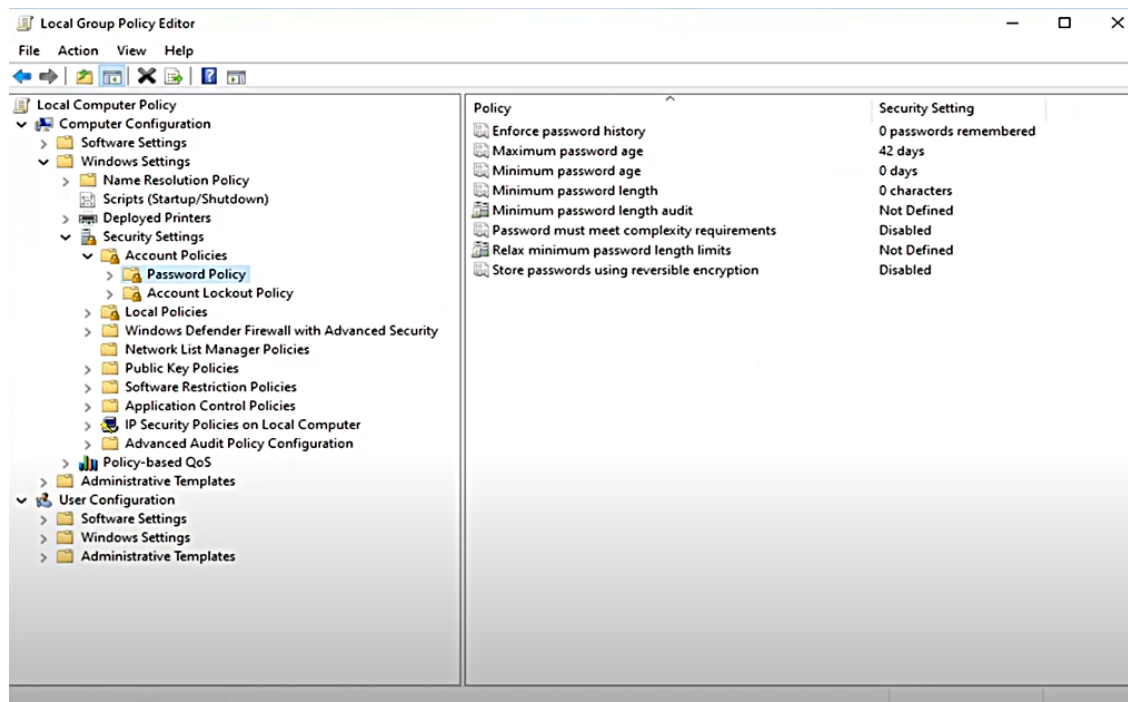 Local Group Policy Editor
File Action View Help
Local Computer Policy
Computer Configuration
Software Settings
Windows Settings
Name Resolution Policy
Scripts (Startup/Shutdown)
Deployed Printers
Security Settings
Account Policies
Password Policy
Account Lockout Policy
Local Policies
Windows Defender Firewall with Advanced Security
Network List Manager Policies
Public Key Policies
Software Restriction Policies
Application Control Policies
IP Security Policies on Local Computer
Advanced Audit Policy Configuration
Policy-based QoS
Administrative Templates
User Configuration
Software Settings
Windows Settings
Administrative Templates
Policy Security Setting
Enforce password history 0 passwords remembered
Maximum password age 42 days
Minimum password age 0 days
Minimum password length 0 characters
Minimum password length audit Not Defined
Password must meet complexity requirements Disabled
Relax minimum password length limits Not Defined
Store passwords using reversible encryption Disabled